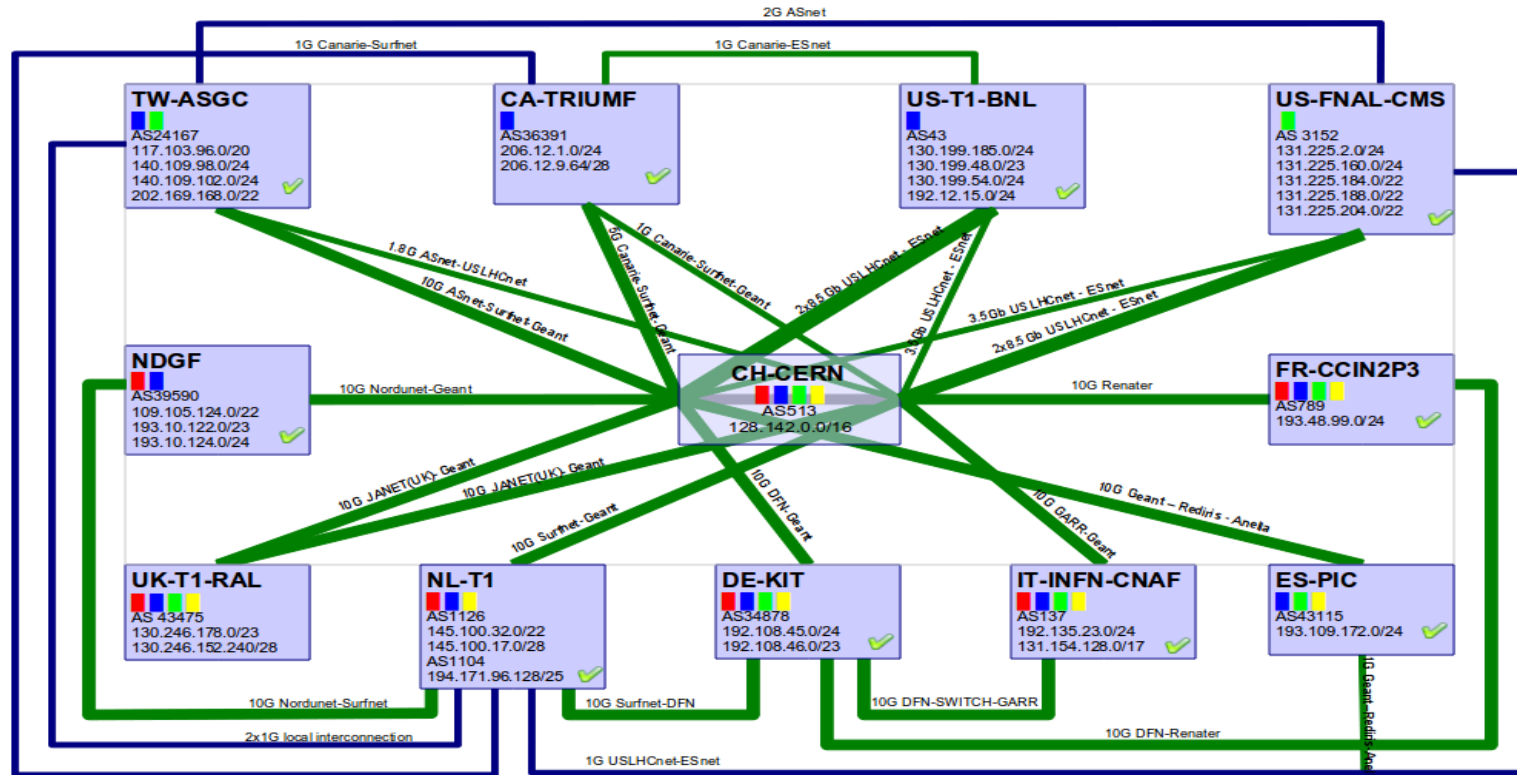 2G ASnet
1G Canarie-Surfnet
1G Canarie-ESnet
TW-ASGC
AS24167
117.103.96.0/20
140.109.98.0/24
140.109.102.0/24
202.169.168.0/22
CA-TRIUMF
AS36391
206.12.1.0/24
206.12.9.64/28
US-T1-BNL
AS43
130.199.185.0/24
130.199.48.0/23
130.199.54.0/24
192.12.15.0/24
US-FNAL-CMS
AS 3152
131.225.2.0/24
131.225.160.0/24
131.225.184.0/22
131.225.188.0/22
131.225.204.0/22
1.8G ASnet-USLHCnet
10G ASnet-Surfnet-Geant
5G Canarie-Surfnet-Geant
1G Canarie-Surfnet-Geant
2x8.5 Gb USLHCnet - ESnet
3.5Gb USLHCnet - ESnet
3.5Gb USLHCnet - ESnet
2x8.5 Gb USLHCnet - ESnet
NDGF
AS39590
109.105.124.0/22
193.10.122.0/23
193.10.124.0/24
10G Nordunet-Geant
CH-CERN
AS513
128.142.0.0/16
10G Renater
FR-CCIN2P3
AS789
193.48.99.0/24
10G JANET(UK)- Geant
10G JANET(UK)- Geant
10G Surfnet-Geant
10G DFN-Geant
10G GARR-Geant
10G Geant – Rediris - Anella
UK-T1-RAL
AS 43475
130.246.178.0/23
130.246.152.240/28
NL-T1
AS1126
145.100.32.0/22
145.100.17.0/28
AS1104
194.171.96.128/25
DE-KIT
AS34878
192.108.45.0/24
192.108.46.0/23
IT-INFN-CNAF
AS137
192.135.23.0/24
131.154.128.0/17
ES-PIC
AS43115
193.109.172.0/24
1G Geant–Rediris-Anel
10G Nordunet-Surfnet
10G Surfnet-DFN
10G DFN-SWITCH-GARR
10G DFN-Renater
2x1G local interconnection
1G USLHCnet-ESnet